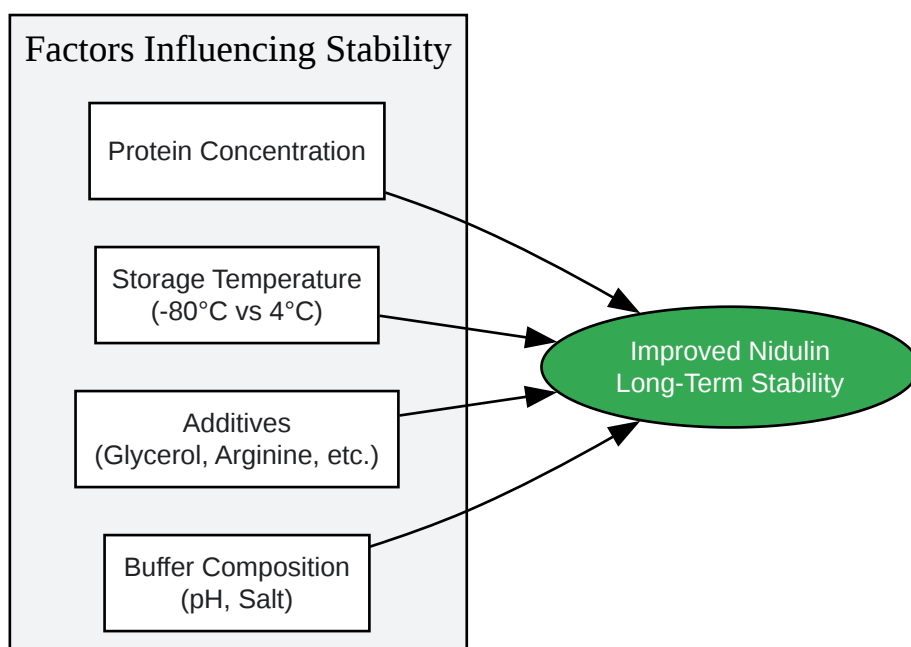 Factors Influencing Stability
Protein Concentration
Storage Temperature
(-80°C vs 4°C)
Additives
(Glycerol, Arginine, etc.)
Buffer Composition
(pH, Salt)
Improved Nidulin
Long-Term Stability